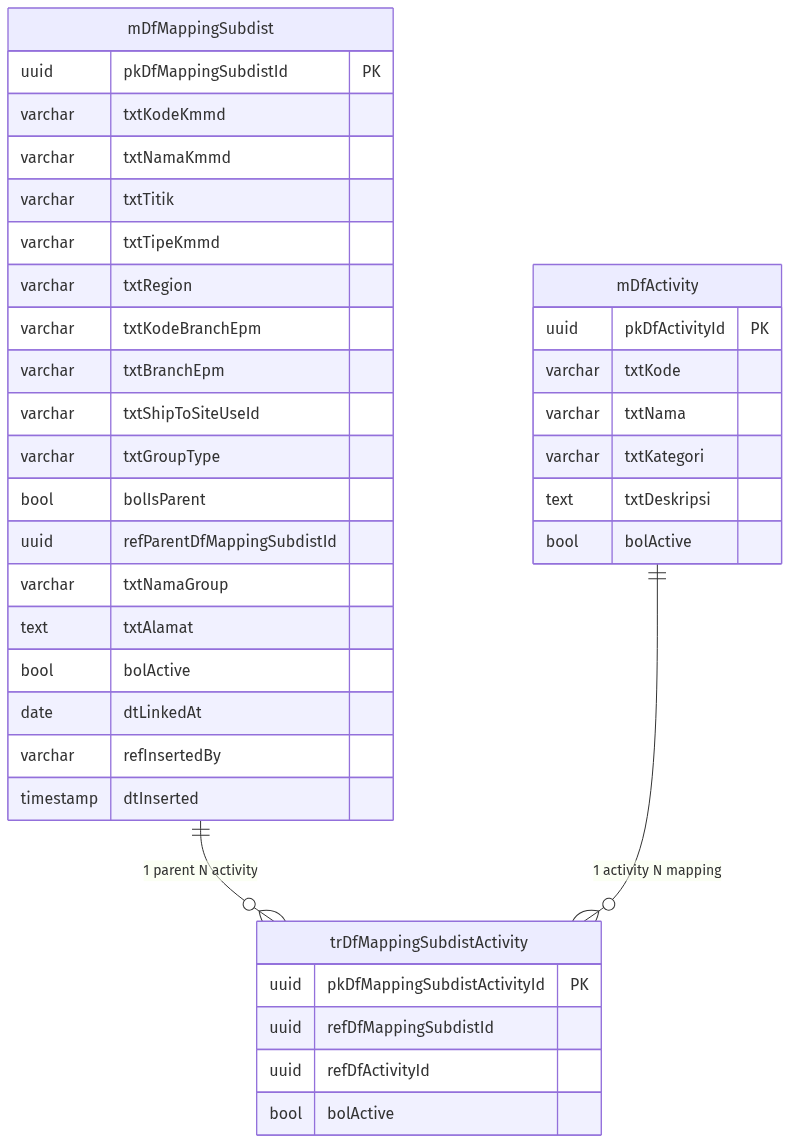 mDfMappingSubdist
uuid pkDfMappingSubdistId PK
varchar txtKodeKmmd
varchar txtNamaKmmd
varchar txtTitik
varchar txtTipeKmmd
varchar txtRegion
varchar txtKodeBranchEpm
varchar txtBranchEpm
varchar txtShipToSiteUseId
varchar txtGroupType
bool bolIsParent
uuid refParentDfMappingSubdistId
varchar txtNamaGroup
text txtAlamat
bool bolActive
date dtLinkedAt
varchar refInsertedBy
timestamp dtInserted
mDfActivity
uuid pkDfActivityId PK
varchar txtKode
varchar txtNama
varchar txtKategori
text txtDeskripsi
bool bolActive
1 parent N activity
1 activity N mapping
trDfMappingSubdistActivity
uuid pkDfMappingSubdistActivityId PK
uuid refDfMappingSubdistId
uuid refDfActivityId
bool bolActive